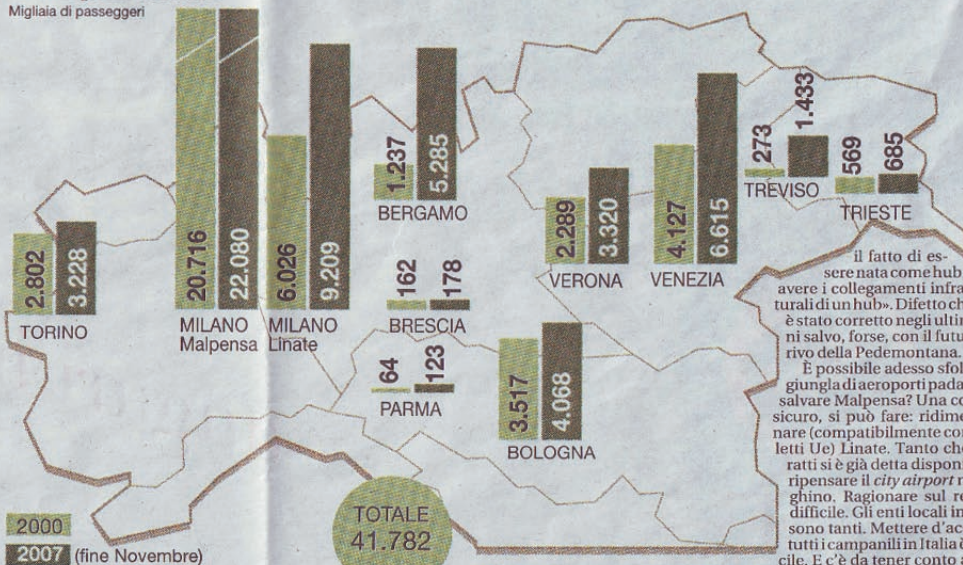 Migliaia di passeggeri
2.802
3.228
TORINO
20.716
22.080
MILANO
Malpensa
6.026
9.209
MILANO
Linate
1.237
5.285
BERGAMO
162
178
BRESCIA
64
123
PARMA
3.517
4.068
BOLOGNA
2.289
3.320
VERONA
4.127
6.615
VENEZIA
273
1.433
TREVISO
569
685
TRIESTE
TOTALE
41.782
2000
2007 (fine Novembre)
il fatto di es-
sere nata come hub
avere i collegamenti infra
turali di un hub». Difetto ch
è stato corretto negli ultin
ni salvo, forse, con il futu
rivo della Pedemontana.
È possibile adesso sfol
giungla di aeroporti pada
salvare Malpensa? Una co
sicuro, si può fare: ridime
nare (compatibilmente con
letti Ue) Linate. Tanto che
ratti si è già detta disponi
ripensare il city airport n
ghino. Ragionare sul re
difficile. Gli enti locali in
sono tanti. Mettere d'ac
tutti i campanili in Italia è
cile. E c'è da tener conto a